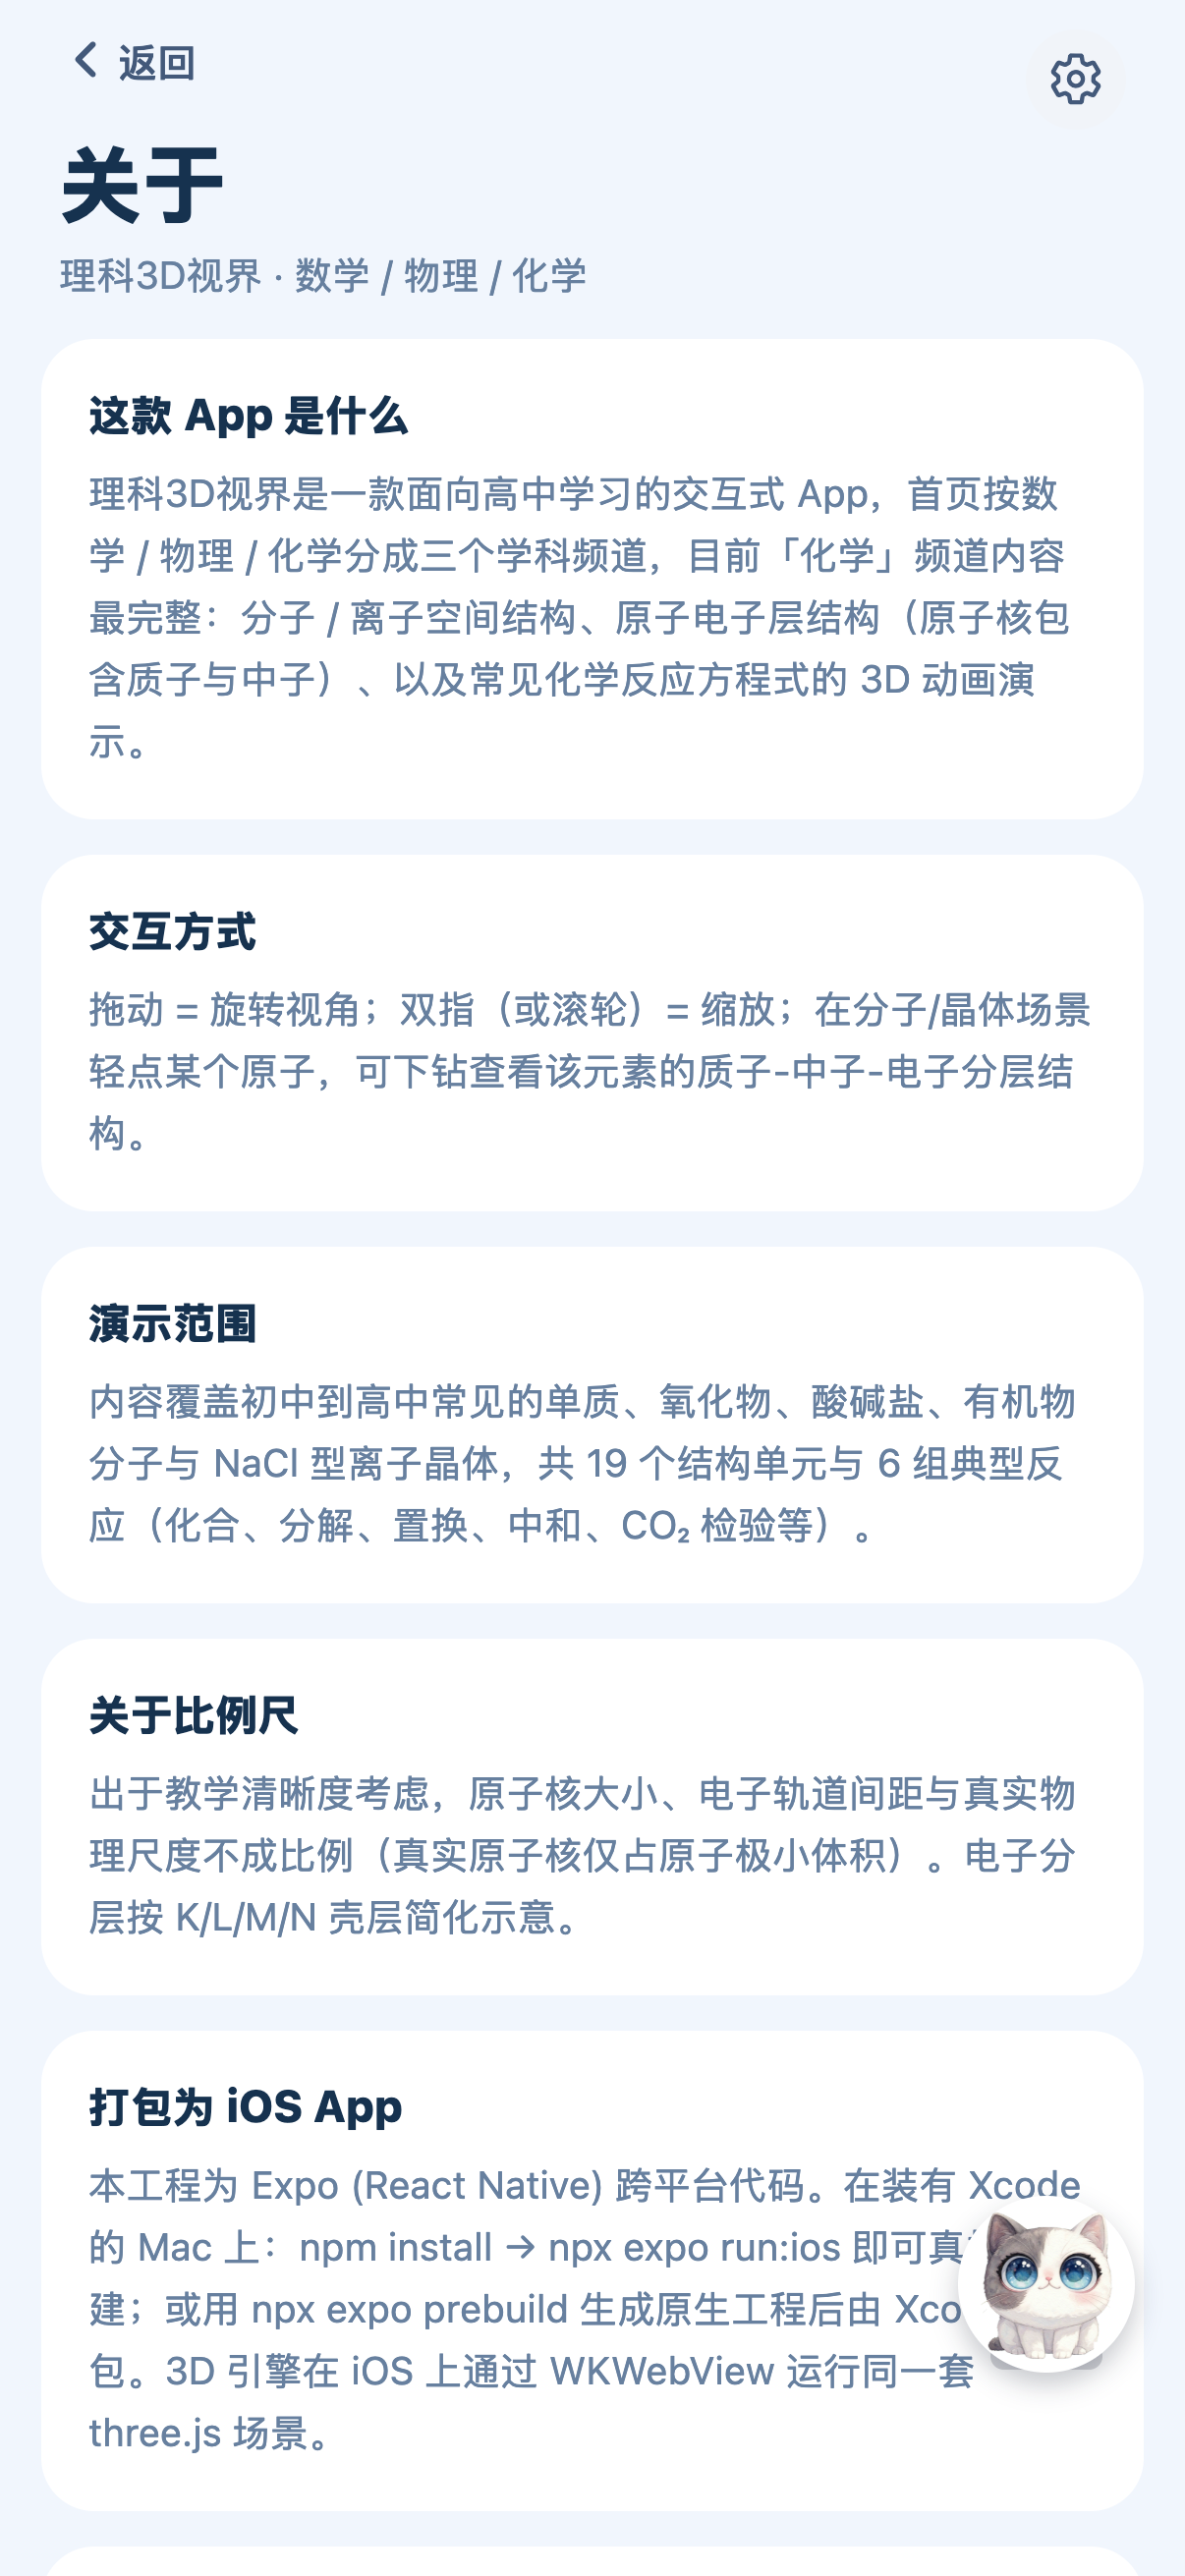 返回
关于
理科3D视界 · 数学 / 物理 / 化学
这款 App 是什么
理科3D视界是一款面向高中学习的交互式 App，首页按数
学 / 物理 / 化学分成三个学科频道，目前「化学」频道内容
最完整：分子 / 离子空间结构、原子电子层结构（原子核包
含质子与中子）、以及常见化学反应方程式的 3D 动画演
示。
交互方式
拖动 = 旋转视角；双指（或滚轮）= 缩放；在分子/晶体场景
轻点某个原子，可下钻查看该元素的质子-中子-电子分层结
构。
演示范围
内容覆盖初中到高中常见的单质、氧化物、酸碱盐、有机物
分子与 NaCl 型离子晶体，共 19 个结构单元与 6 组典型反
应（化合、分解、置换、中和、CO₂ 检验等）。
关于比例尺
出于教学清晰度考虑，原子核大小、电子轨道间距与真实物
理尺度不成比例（真实原子核仅占原子极小体积）。电子分
层按 K/L/M/N 壳层简化示意。
打包为 iOS App
本工程为 Expo (React Native) 跨平台代码。在装有 Xcode
的 Mac 上：npm install → npx expo run:ios 即可真
建；或用 npx expo prebuild 生成原生工程后由 Xco
包。3D 引擎在 iOS 上通过 WKWebView 运行同一套
three.js 场景。